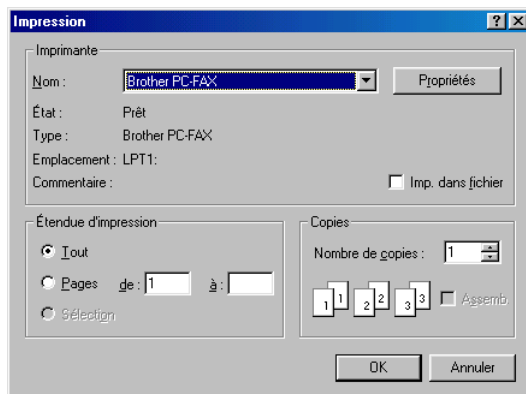 Impression
Imprimante
Nom : Brother PC-FAX Propriétés
État : Prêt
Type : Brother PC-FAX
Emplacement : LPT1:
Commentaire : Imp. dans fichier
Étendue d'impression
Tout
Pages de : 1 à :
Sélection
Copies
Nombre de copies : 1
1 1 2 2 3 3 Assemb.
OK Annuler